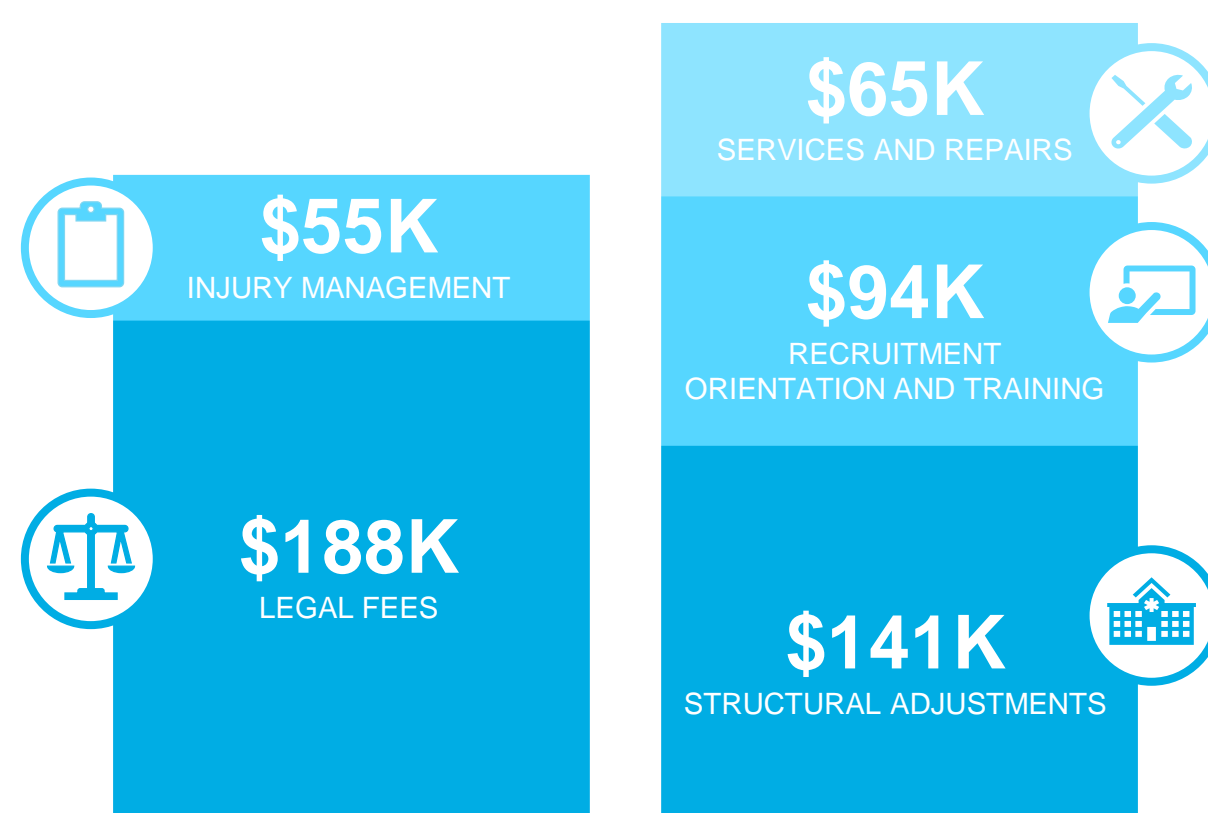 $55K
INJURY MANAGEMENT
$188K
LEGAL FEES
$65K
SERVICES AND REPAIRS
$94K
RECRUITMENT
ORIENTATION AND TRAINING
$141K
STRUCTURAL ADJUSTMENTS